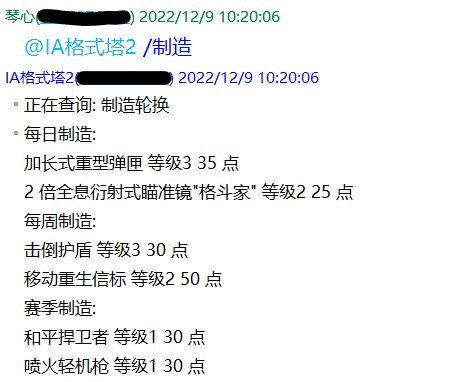 琴心() 2022/12/9 10:20:06
@IA格式塔2 /制造
IA格式塔2() 2022/12/9 10:20:06
正在查询: 制造轮换
每日制造:
加长式重型弹匣 等级3 35 点
2 倍全息衍射式瞄准镜"格斗家" 等级2 25 点
每周制造:
击倒护盾 等级3 30 点
移动重生信标 等级2 50 点
赛季制造:
和平捍卫者 等级1 30 点
喷火轻机枪 等级1 30 点